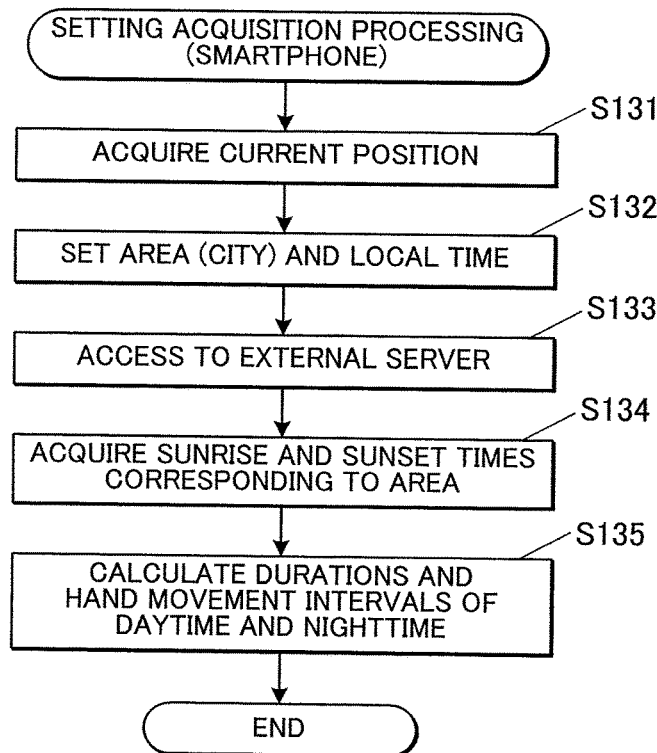 SETTING ACQUISITION PROCESSING
(SMARTPHONE)
S131
ACQUIRE CURRENT POSITION
S132
SET AREA (CITY) AND LOCAL TIME
S133
ACCESS TO EXTERNAL SERVER
S134
ACQUIRE SUNRISE AND SUNSET TIMES
CORRESPONDING TO AREA
S135
CALCULATE DURATIONS AND
HAND MOVEMENT INTERVALS OF
DAYTIME AND NIGHTTIME
END